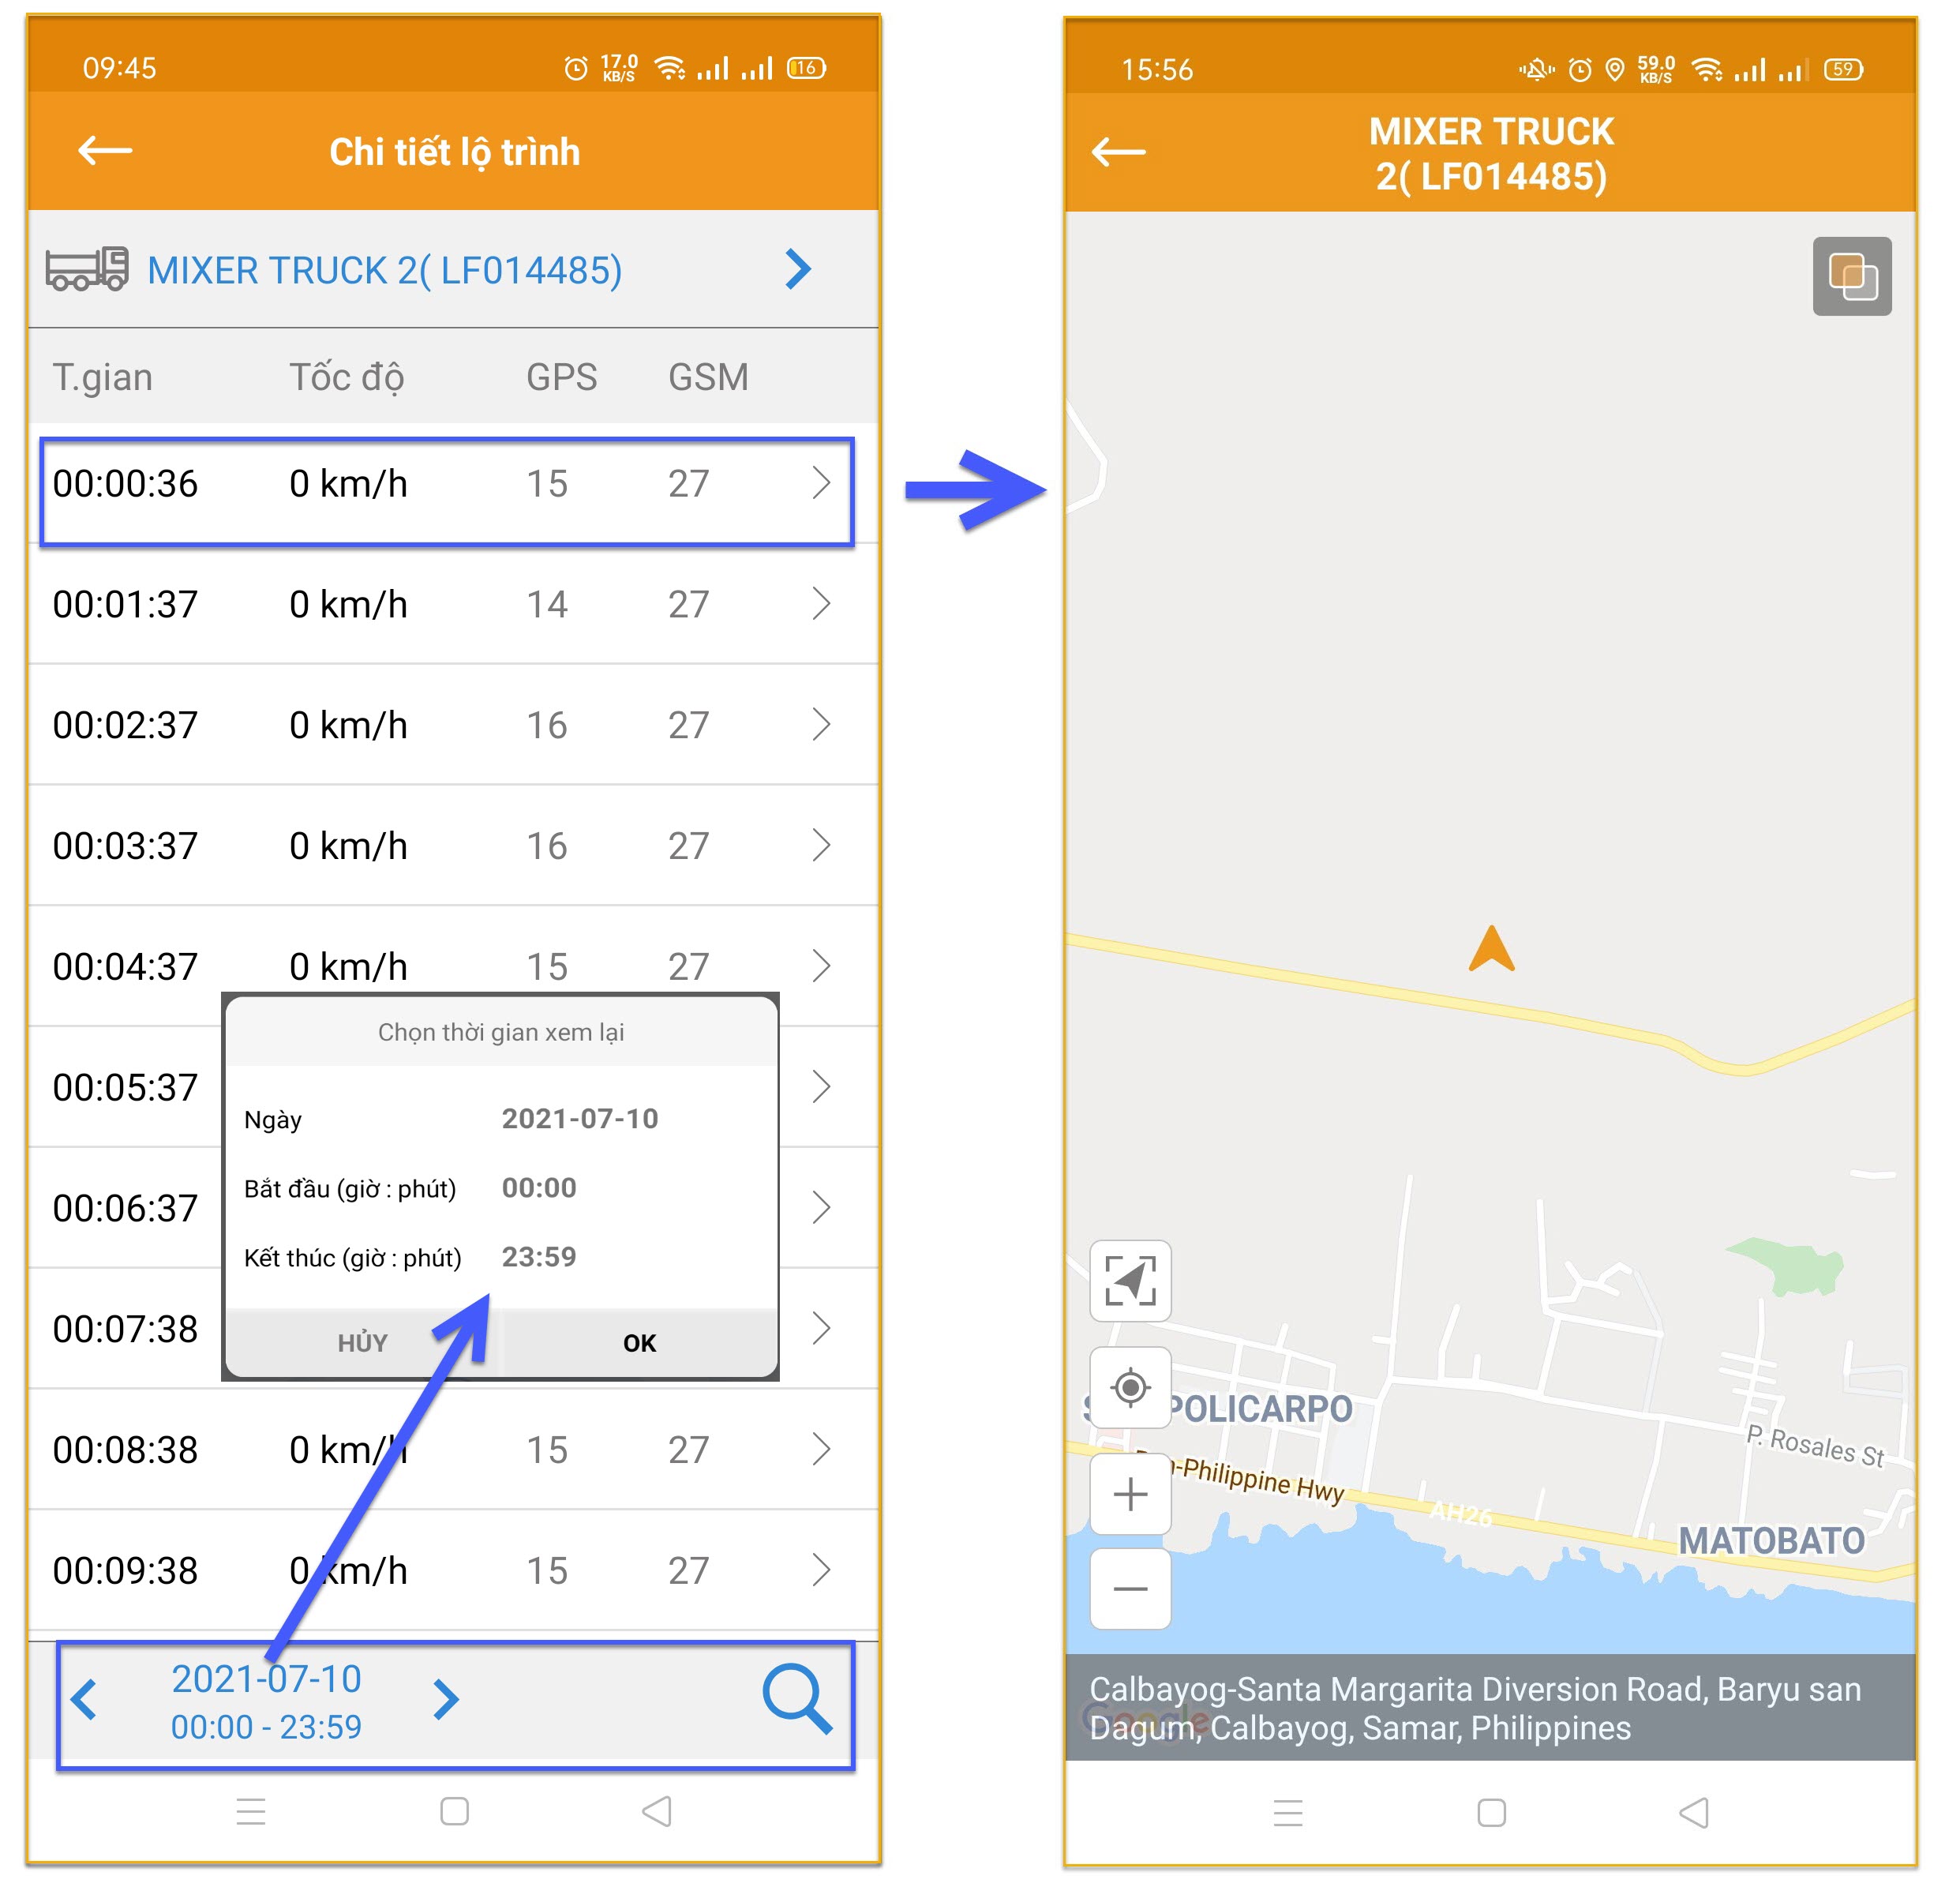 09:45
17.0
KB/S
16
Chi tiết lộ trình
MIXER TRUCK 2( LF014485)
T.gian Tốc độ GPS GSM
00:00:36 0 km/h 15 27
00:01:37 0 km/h 14 27
00:02:37 0 km/h 16 27
00:03:37 0 km/h 16 27
00:04:37 0 km/h 15 27
00:05:37
00:06:37
00:07:38
00:08:38 0 km/h 15 27
00:09:38 0 km/h 15 27
Chọn thời gian xem lại
Ngày 2021-07-10
Bắt đầu (giờ : phút) 00:00
Kết thúc (giờ : phút) 23:59
HỦY OK
2021-07-10
00:00 - 23:59
15:56
59.0
KB/S
59
MIXER TRUCK
2( LF014485)
POLICARPO
P. Rosales St
-Philippine Hwy
AH26
MATOBATO
Calbayog-Santa Margarita Diversion Road, Baryu san
Dagum, Calbayog, Samar, Philippines
Google